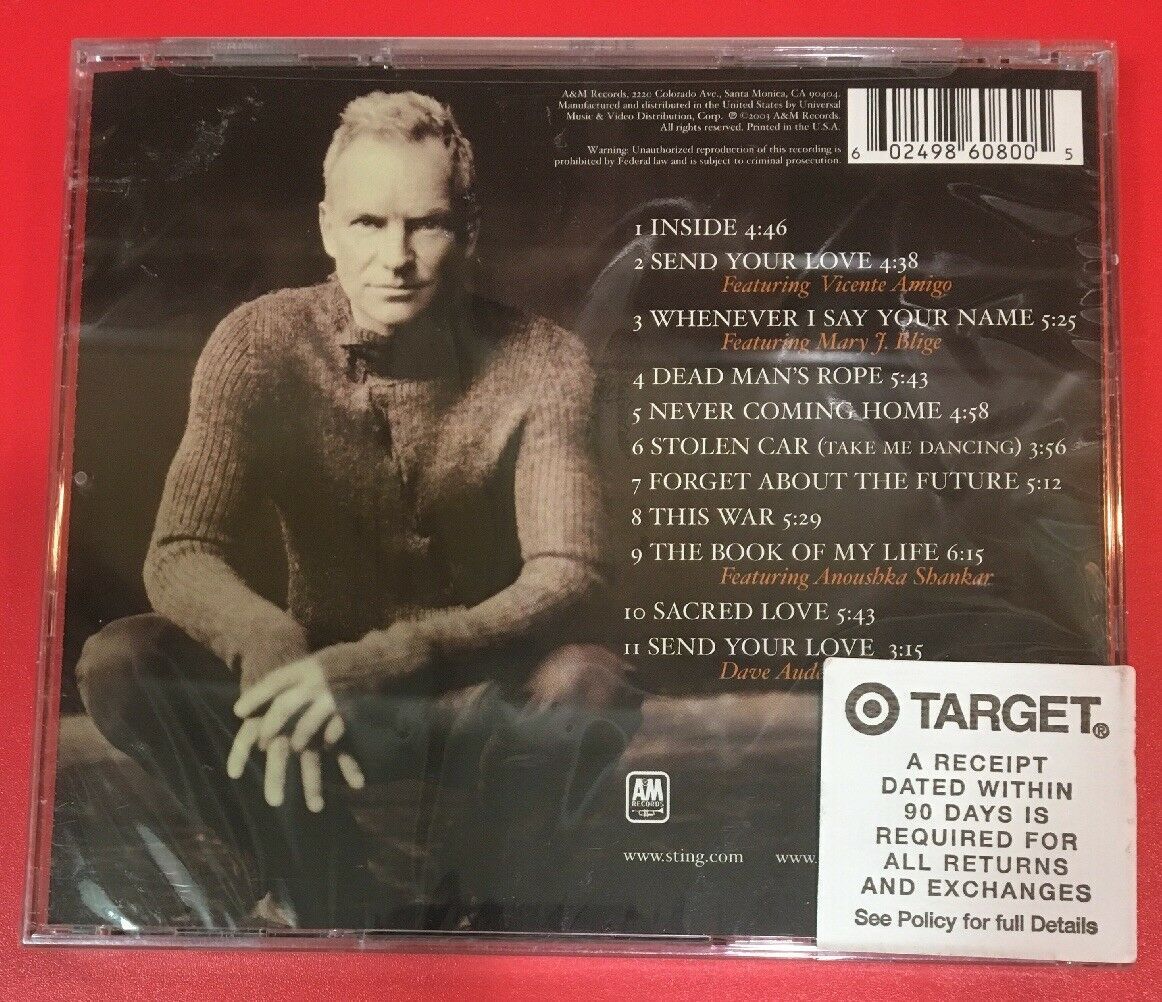 A&M Records, 2220 Colorado Ave., Santa Monica, CA 90404.
Manufactured and distributed in the United States by Universal
Music & Video Distribution, Corp. ℗ ©2003 A&M Records.
All rights reserved. Printed in the U.S.A.
Warning: Unauthorized reproduction of this recording is
prohibited by Federal law and is subject to criminal prosecution.
6 02498 60800 5
1 INSIDE 4:46
2 SEND YOUR LOVE 4:38
Featuring Vicente Amigo
3 WHENEVER I SAY YOUR NAME 5:25
Featuring Mary J. Blige
4 DEAD MAN'S ROPE 5:43
5 NEVER COMING HOME 4:58
6 STOLEN CAR (TAKE ME DANCING) 3:56
7 FORGET ABOUT THE FUTURE 5:12
8 THIS WAR 5:29
9 THE BOOK OF MY LIFE 6:15
Featuring Anoushka Shankar
10 SACRED LOVE 5:43
11 SEND YOUR LOVE 3:15
Dave
A&M
RECORDS
www.sting.com www.
TARGET®
A RECEIPT
DATED WITHIN
90 DAYS IS
REQUIRED FOR
ALL RETURNS
AND EXCHANGES
See Policy for full Details